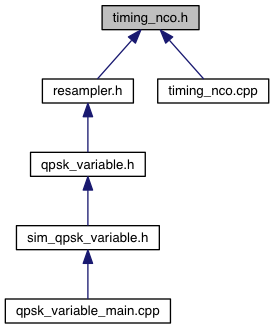 timing_nco.h
resampler.h
timing_nco.cpp
qpsk_variable.h
sim_qpsk_variable.h
qpsk_variable_main.cpp